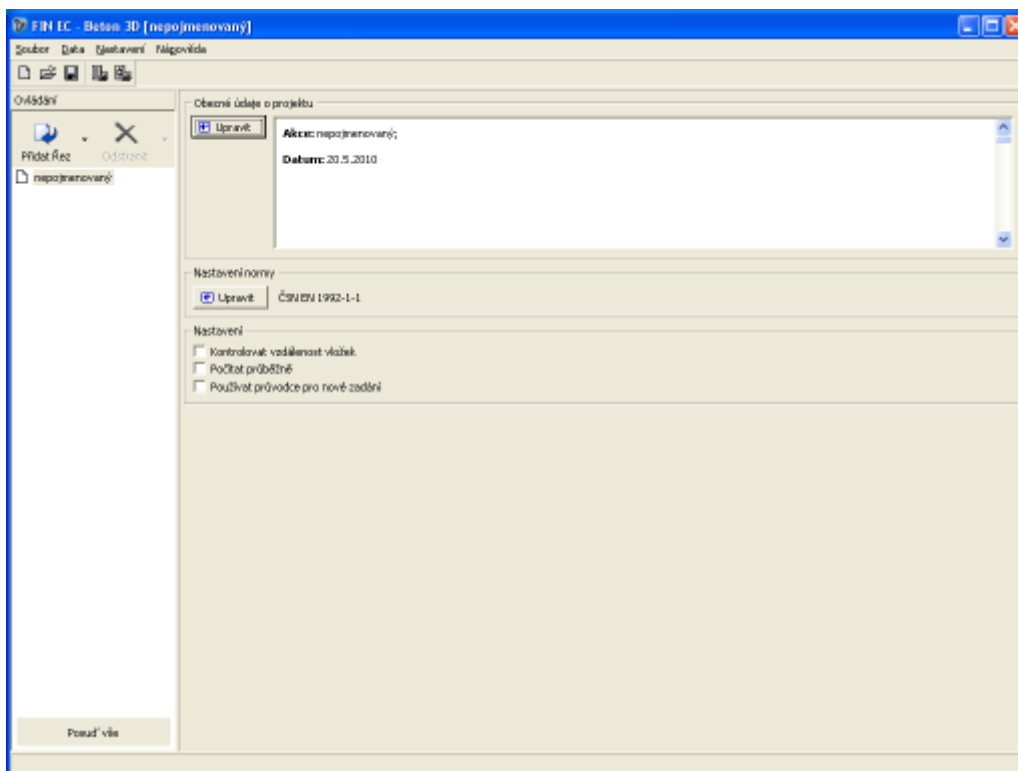 FIN EC - Beton 3D [nepojmenovaný]
Soubor Data Nastavení Nápověda
Ovládání
Přidat Řez Odstranit
nepojmenovaný
Obecné údaje o projektu
Upravit
Akce: nepojmenovaný;
Datum: 20.5.2010
Nastavení normy
Upravit ČSN EN 1992-1-1
Nastavení
Kontrolovat vzdálenost vložek
Počítat průběžně
Používat průvodce pro nové zadání
Posuď vše